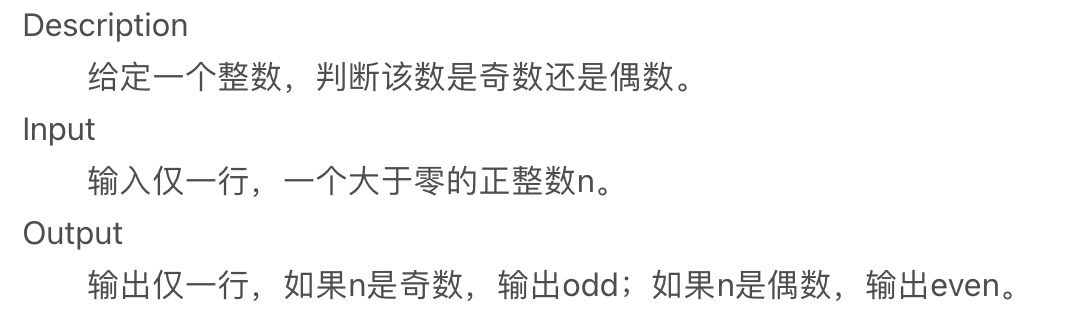 Description
给定一个整数，判断该数是奇数还是偶数。
Input
输入仅一行，一个大于零的正整数n。
Output
输出仅一行，如果n是奇数，输出odd；如果n是偶数，输出even。